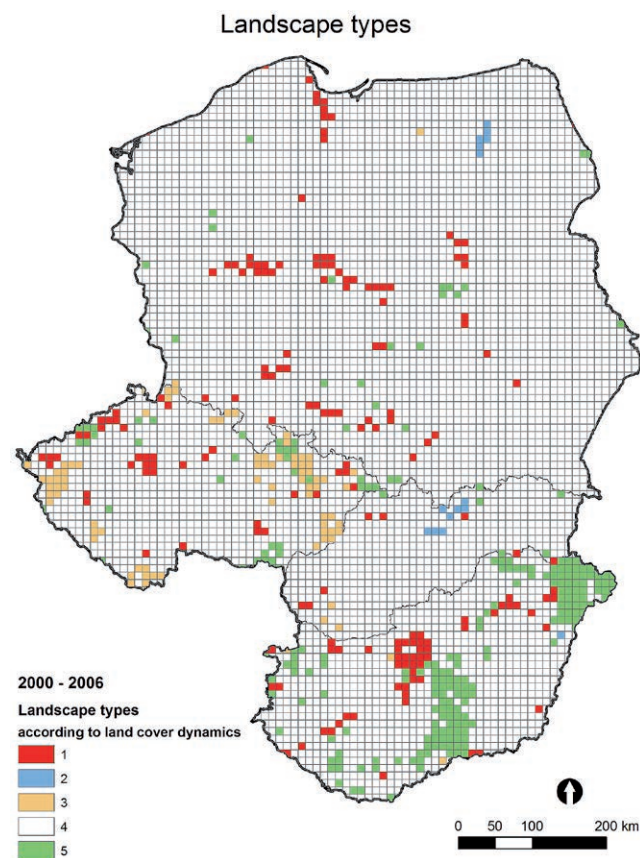 Landscape types
2000 - 2006
Landscape types
according to land cover dynamics
1
2
3
4
5
0 50 100 200 km